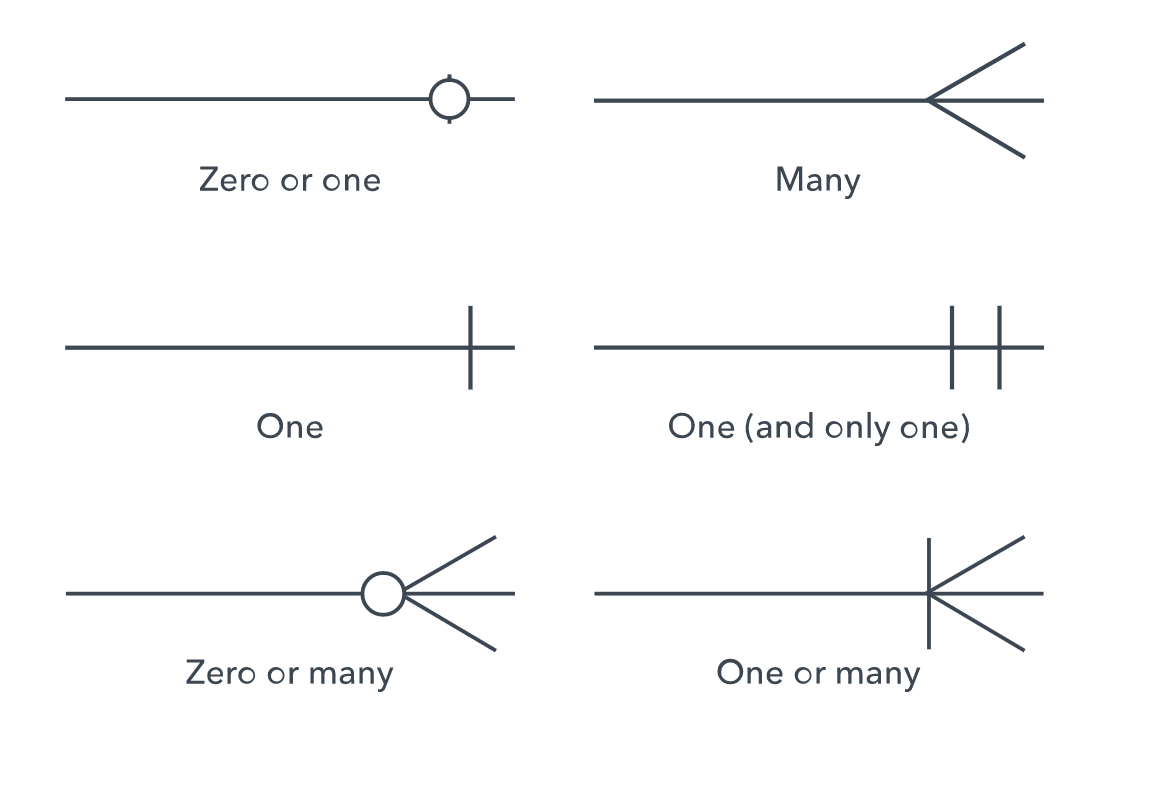 Zero or one
Many
One
One (and only one)
Zero or many
One or many